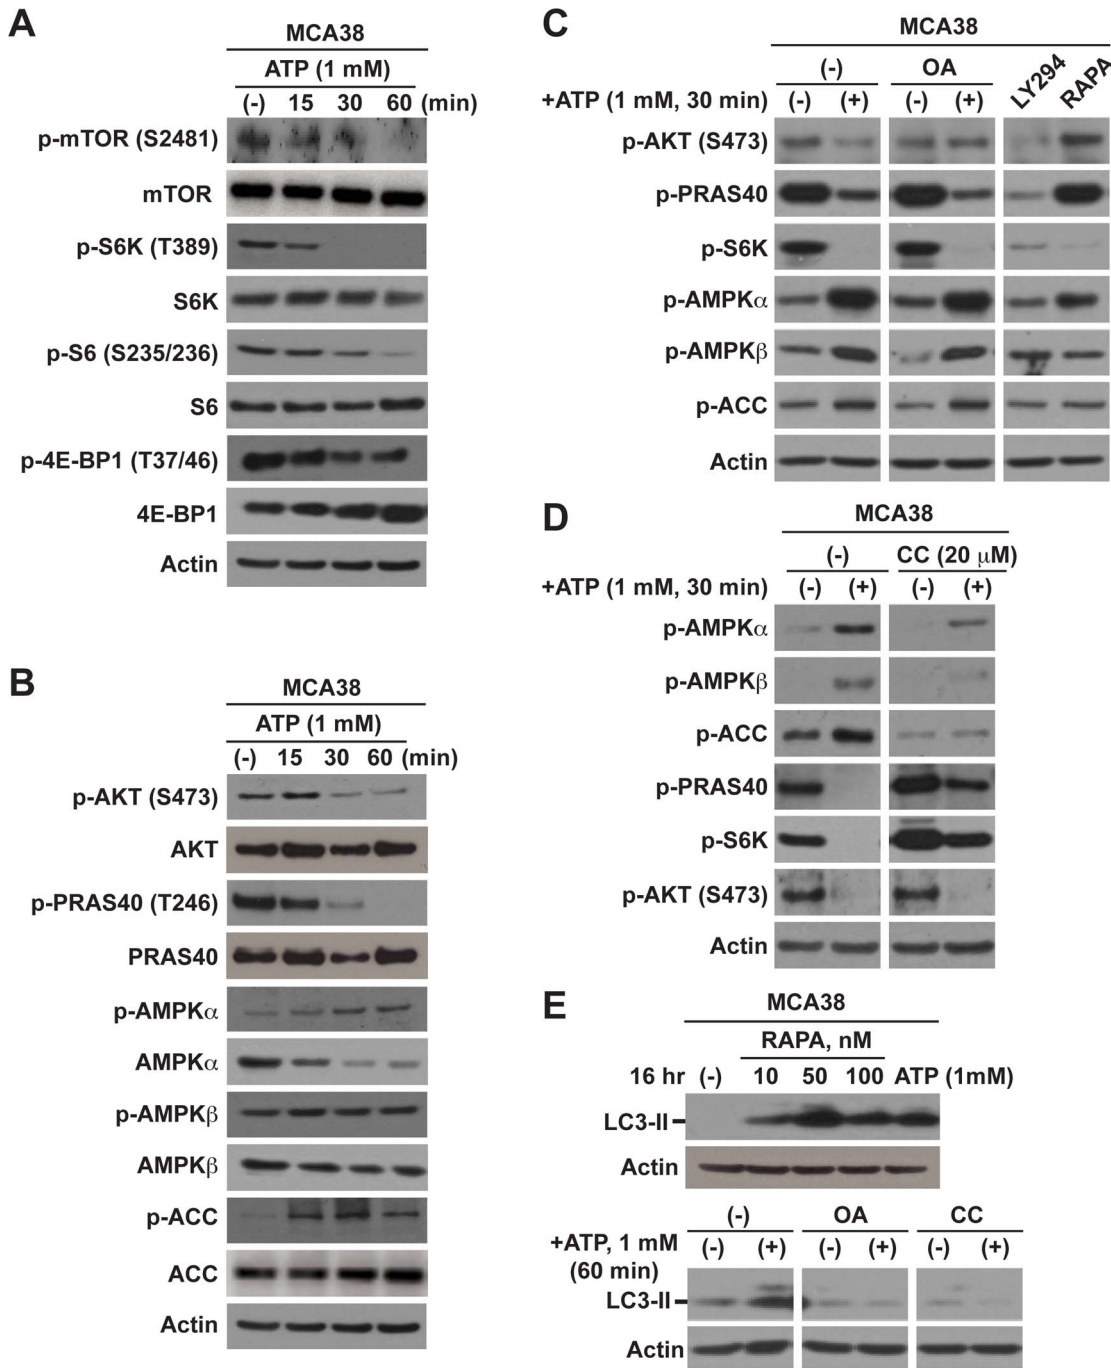 A
MCA38
ATP (1 mM)
(-) 15 30 60 (min)
p-mTOR (S2481)
mTOR
p-S6K (T389)
S6K
p-S6 (S235/236)
S6
p-4E-BP1 (T37/46)
4E-BP1
Actin
B
MCA38
ATP (1 mM)
(-) 15 30 60 (min)
p-AKT (S473)
AKT
p-PRAS40 (T246)
PRAS40
p-AMPKα
AMPKα
p-AMPKβ
AMPKβ
p-ACC
ACC
Actin
C
MCA38
(-) OA LY294 RAPA
+ATP (1 mM, 30 min) (-) (+) (-) (+)
p-AKT (S473)
p-PRAS40
p-S6K
p-AMPKα
p-AMPKβ
p-ACC
Actin
D
MCA38
(-) CC (20 μM)
+ATP (1 mM, 30 min) (-) (+) (-) (+)
p-AMPKα
p-AMPKβ
p-ACC
p-PRAS40
p-S6K
p-AKT (S473)
Actin
E
MCA38
RAPA, nM
16 hr (-) 10 50 100 ATP (1mM)
LC3-II
Actin
(-) OA CC
+ATP, 1 mM (-) (+) (-) (+) (-) (+)
(60 min)
LC3-II
Actin